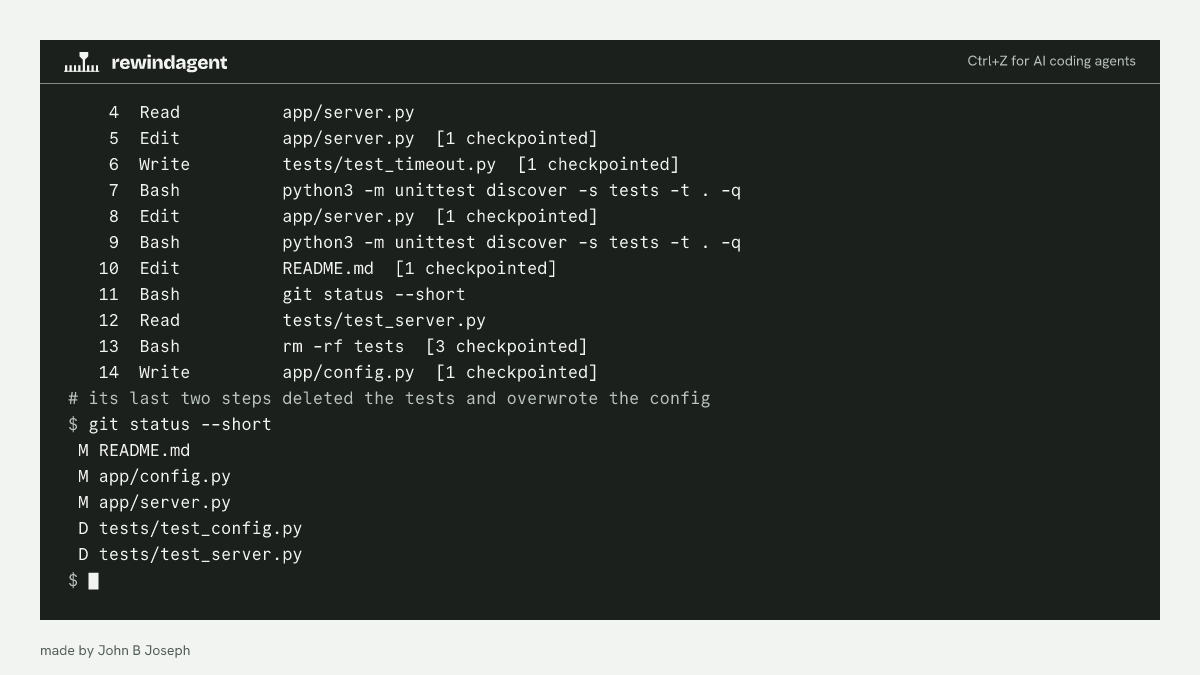 rewindagent
Ctrl+Z for AI coding agents
4 Read app/server.py
5 Edit app/server.py [1 checkpointed]
6 Write tests/test_timeout.py [1 checkpointed]
7 Bash python3 -m unittest discover -s tests -t . -q
8 Edit app/server.py [1 checkpointed]
9 Bash python3 -m unittest discover -s tests -t . -q
10 Edit README.md [1 checkpointed]
11 Bash git status --short
12 Read tests/test_server.py
13 Bash rm -rf tests [3 checkpointed]
14 Write app/config.py [1 checkpointed]
# its last two steps deleted the tests and overwrote the config
$ git status --short
M README.md
M app/config.py
M app/server.py
D tests/test_config.py
D tests/test_server.py
$
made by John B Joseph